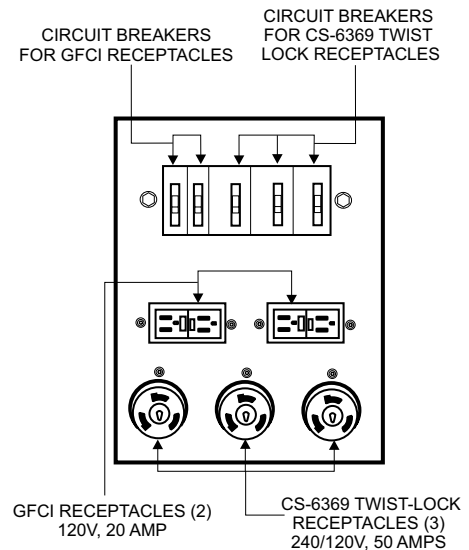 CIRCUIT BREAKERS
FOR GFCI RECEPTACLES
CIRCUIT BREAKERS
FOR CS-6369 TWIST
LOCK RECEPTACLES
GFCI RECEPTACLES (2)
120V, 20 AMP
CS-6369 TWIST-LOCK
RECEPTACLES (3)
240/120V, 50 AMPS